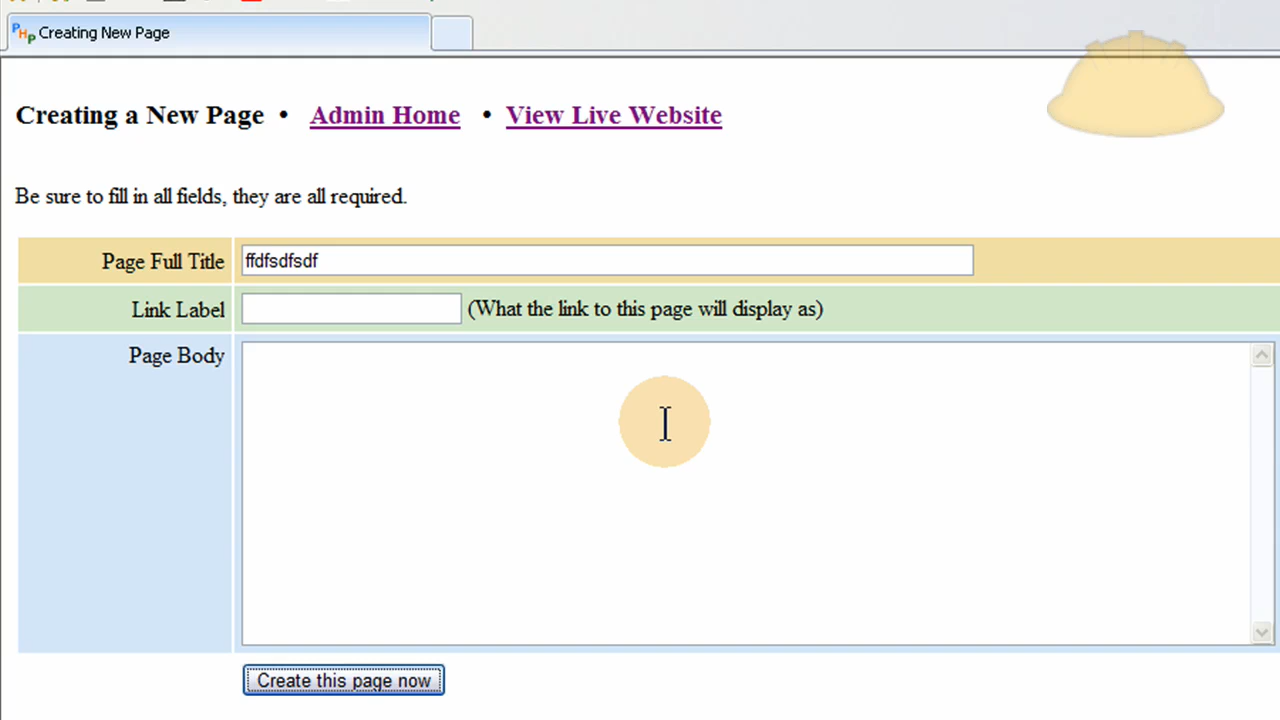 PHP Creating New Page
Creating a New Page • Admin Home • View Live Website
Be sure to fill in all fields, they are all required.
Page Full Title ffdfsdfsdf
Link Label (What the link to this page will display as)
Page Body
Create this page now